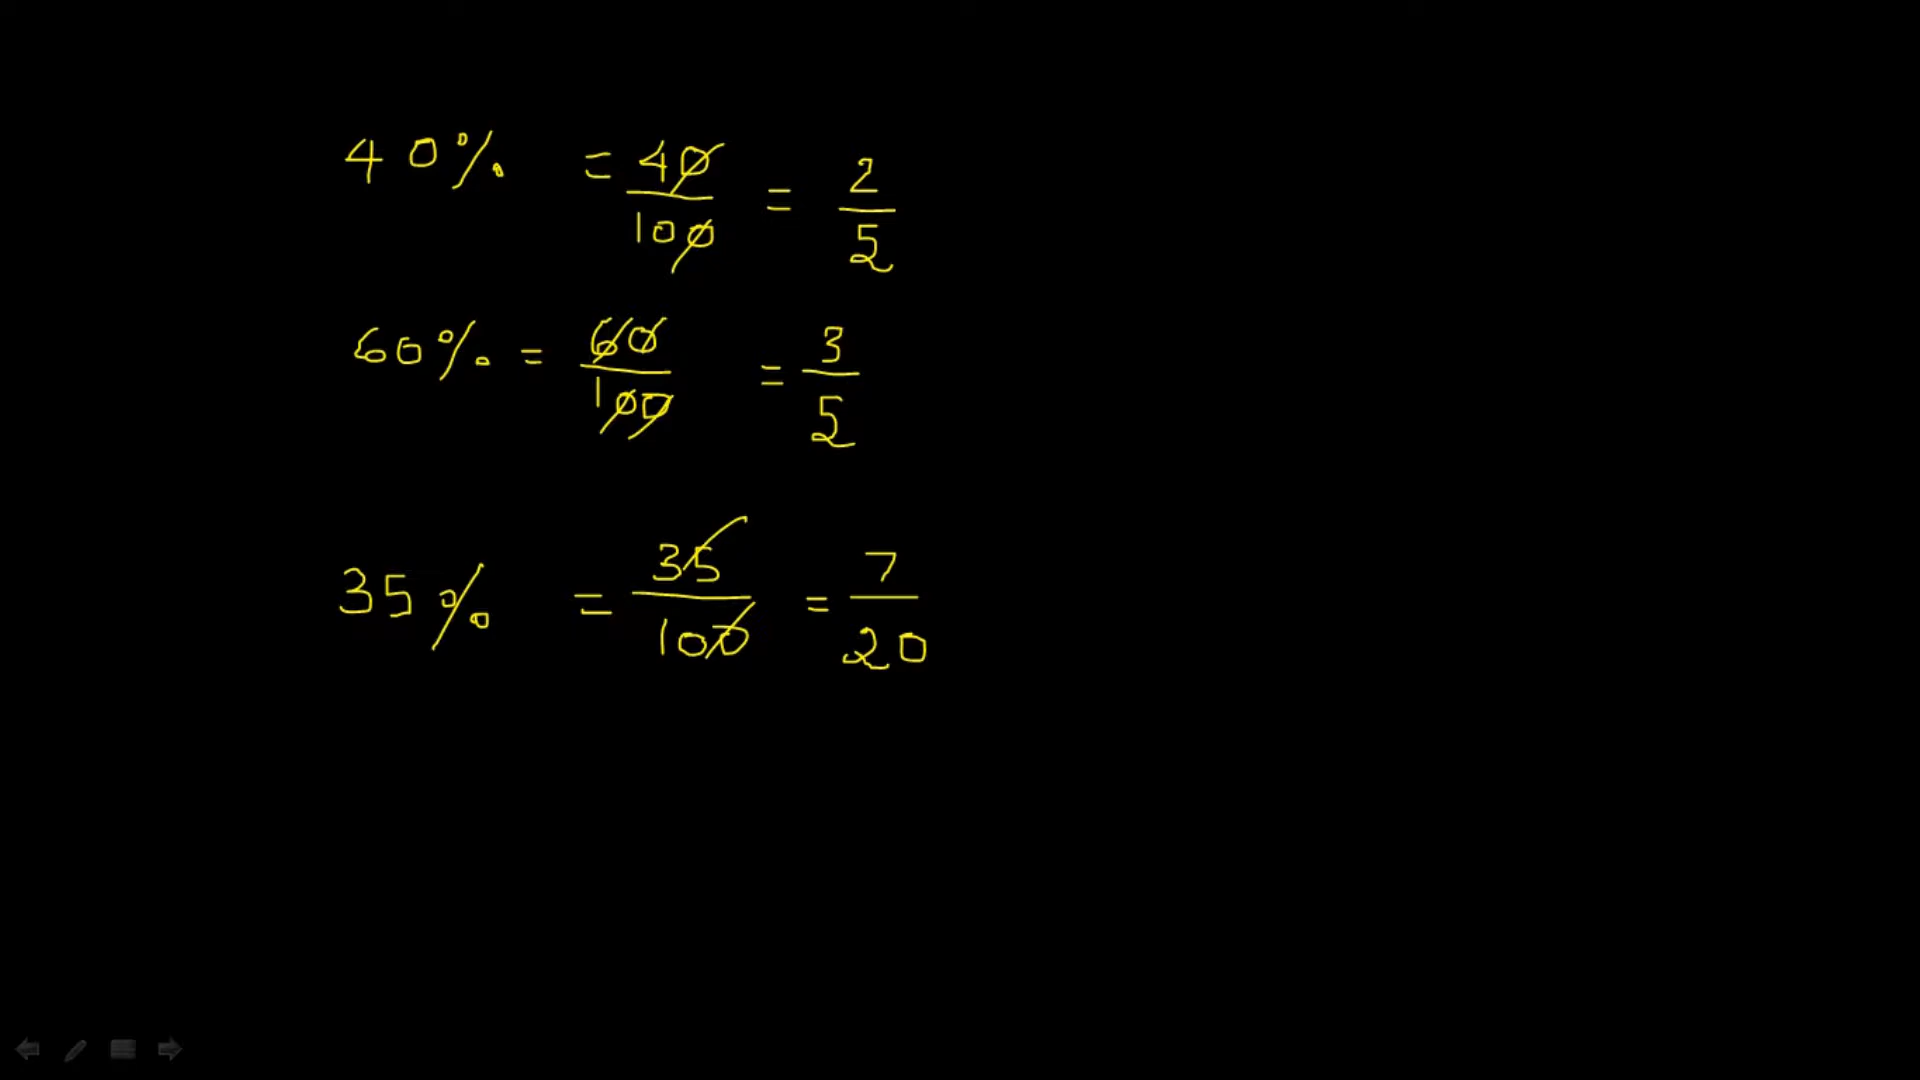 40% = 40/100 = 2/5
60% = 60/100 = 3/5
35% = 35/100 = 7/20